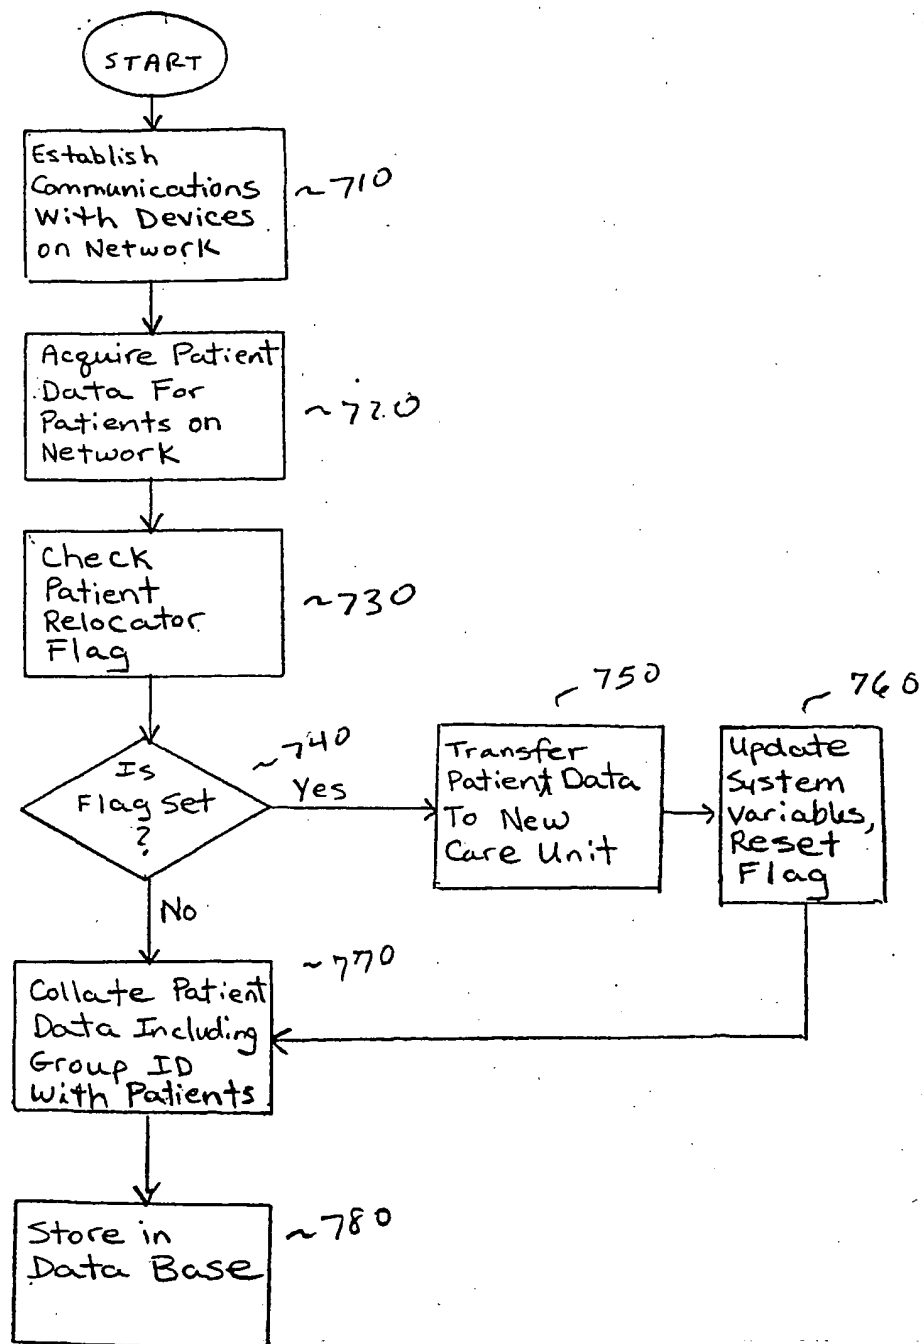 START
Establish
Communications
With Devices
on Network
~710
Acquire Patient
Data For
Patients on
Network
~720
Check
Patient
Relocator
Flag
~730
Is
Flag Set
?
~740
Yes
No
~750
Transfer
Patient Data
To New
Care Unit
~760
Update
System
Variables,
Reset
Flag
~770
Collate Patient
Data Including
Group ID
With Patients
~780
Store in
Data Base